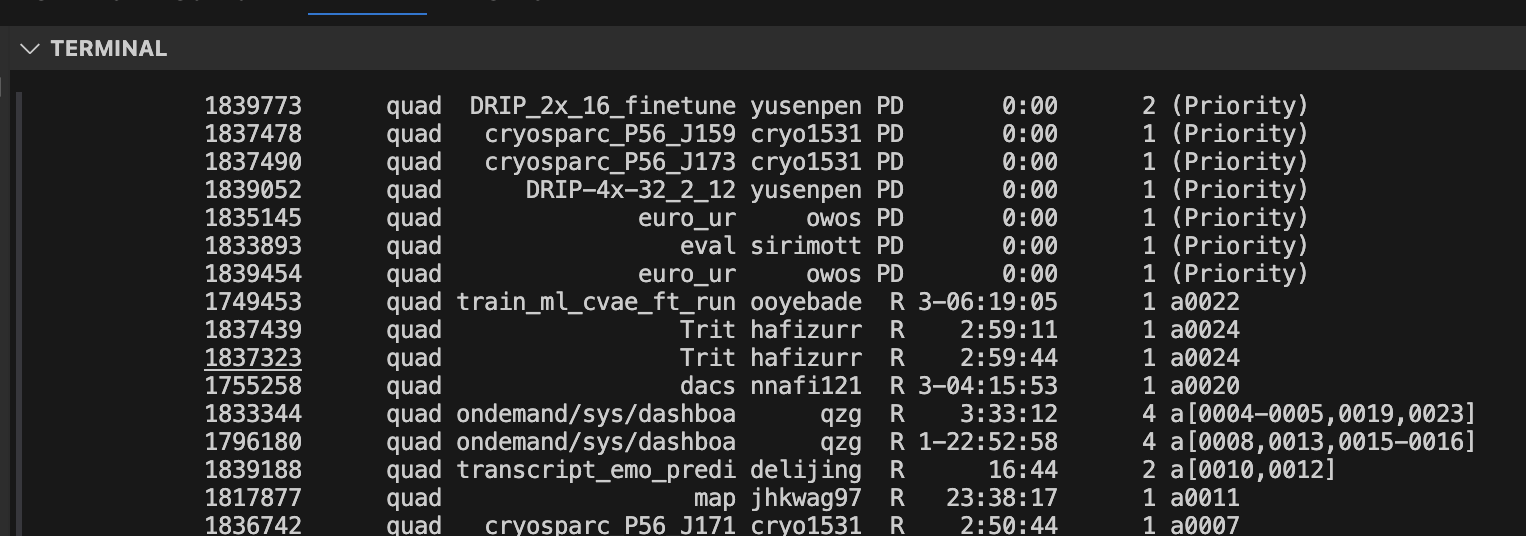 TERMINAL
1839773 quad DRIP_2x_16_finetune yusenpen PD 0:00 2 (Priority)
1837478 quad cryosparc_P56_J159 cryo1531 PD 0:00 1 (Priority)
1837490 quad cryosparc_P56_J173 cryo1531 PD 0:00 1 (Priority)
1839052 quad DRIP-4x-32_2_12 yusenpen PD 0:00 1 (Priority)
1835145 quad euro_ur owos PD 0:00 1 (Priority)
1833893 quad eval sirimott PD 0:00 1 (Priority)
1839454 quad euro_ur owos PD 0:00 1 (Priority)
1749453 quad train_ml_cvae_ft_run ooyebade R 3-06:19:05 1 a0022
1837439 quad Trit hafizurr R 2:59:11 1 a0024
1837323 quad Trit hafizurr R 2:59:44 1 a0024
1755258 quad dacs nnafi121 R 3-04:15:53 1 a0020
1833344 quad ondemand/sys/dashboa qzg R 3:33:12 4 a[0004-0005,0019,0023]
1796180 quad ondemand/sys/dashboa qzg R 1-22:52:58 4 a[0008,0013,0015-0016]
1839188 quad transcript_emo_predi delijing R 16:44 2 a[0010,0012]
1817877 quad map jhkwag97 R 23:38:17 1 a0011
1836742 quad cryosparc_P56_J171 cryo1531 R 2:50:44 1 a0007